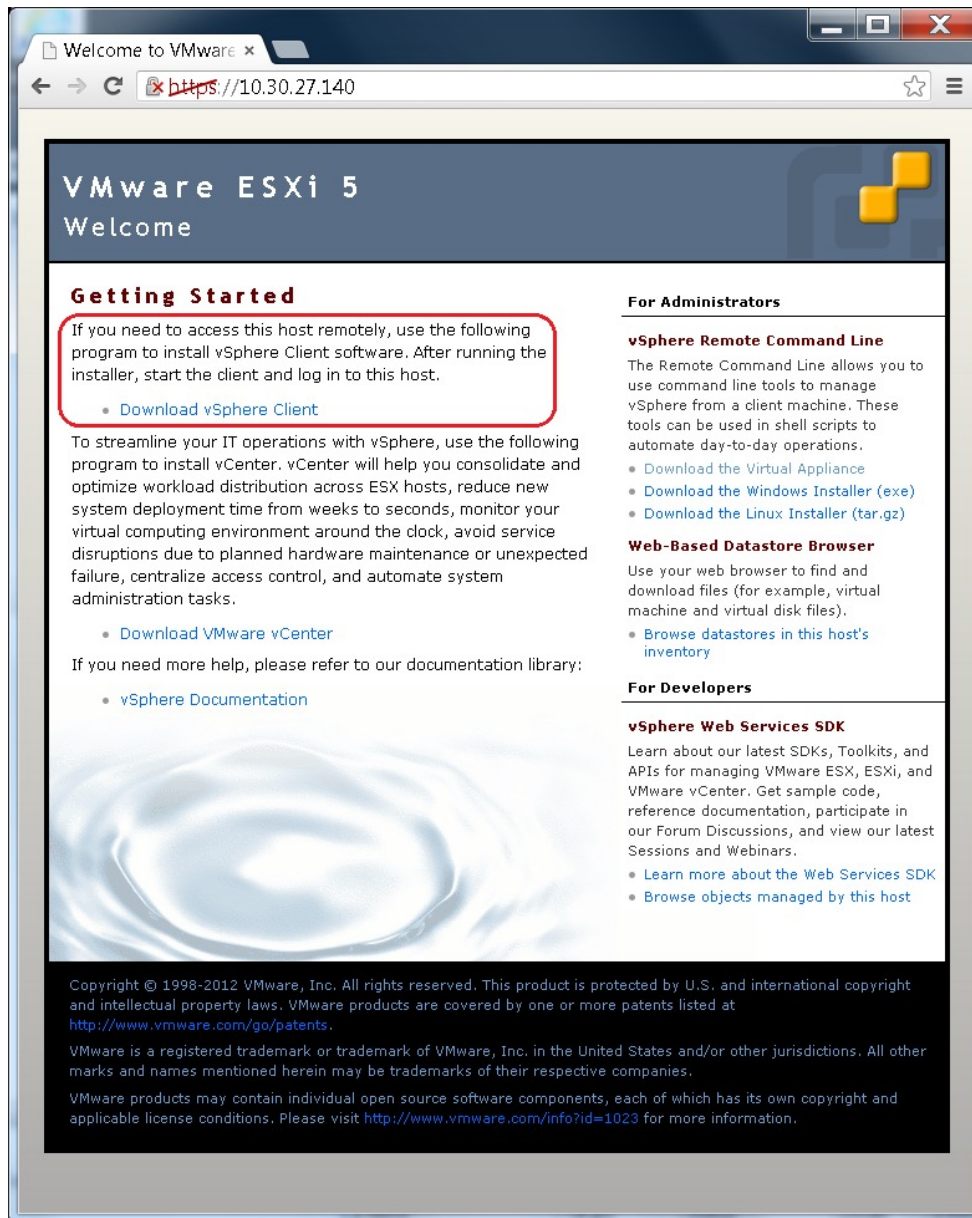 Welcome to VMware
https://10.30.27.140
VMware ESXi 5
Welcome
Getting Started
If you need to access this host remotely, use the following
program to install vSphere Client software. After running the
installer, start the client and log in to this host.
Download vSphere Client
To streamline your IT operations with vSphere, use the following
program to install vCenter. vCenter will help you consolidate and
optimize workload distribution across ESX hosts, reduce new
system deployment time from weeks to seconds, monitor your
virtual computing environment around the clock, avoid service
disruptions due to planned hardware maintenance or unexpected
failure, centralize access control, and automate system
administration tasks.
Download VMware vCenter
If you need more help, please refer to our documentation library:
vSphere Documentation
For Administrators
vSphere Remote Command Line
The Remote Command Line allows you to
use command line tools to manage
vSphere from a client machine. These
tools can be used in shell scripts to
automate day-to-day operations.
Download the Virtual Appliance
Download the Windows Installer (exe)
Download the Linux Installer (tar.gz)
Web-Based Datastore Browser
Use your web browser to find and
download files (for example, virtual
machine and virtual disk files).
Browse datastores in this host's
inventory
For Developers
vSphere Web Services SDK
Learn about our latest SDKs, Toolkits, and
APIs for managing VMware ESX, ESXi, and
VMware vCenter. Get sample code,
reference documentation, participate in
our Forum Discussions, and view our latest
Sessions and Webinars.
Learn more about the Web Services SDK
Browse objects managed by this host
Copyright © 1998-2012 VMware, Inc. All rights reserved. This product is protected by U.S. and international copyright
and intellectual property laws. VMware products are covered by one or more patents listed at
http://www.vmware.com/go/patents.
VMware is a registered trademark or trademark of VMware, Inc. in the United States and/or other jurisdictions. All other
marks and names mentioned herein may be trademarks of their respective companies.
VMware products may contain individual open source software components, each of which has its own copyright and
applicable license conditions. Please visit http://www.vmware.com/info?id=1023 for more information.